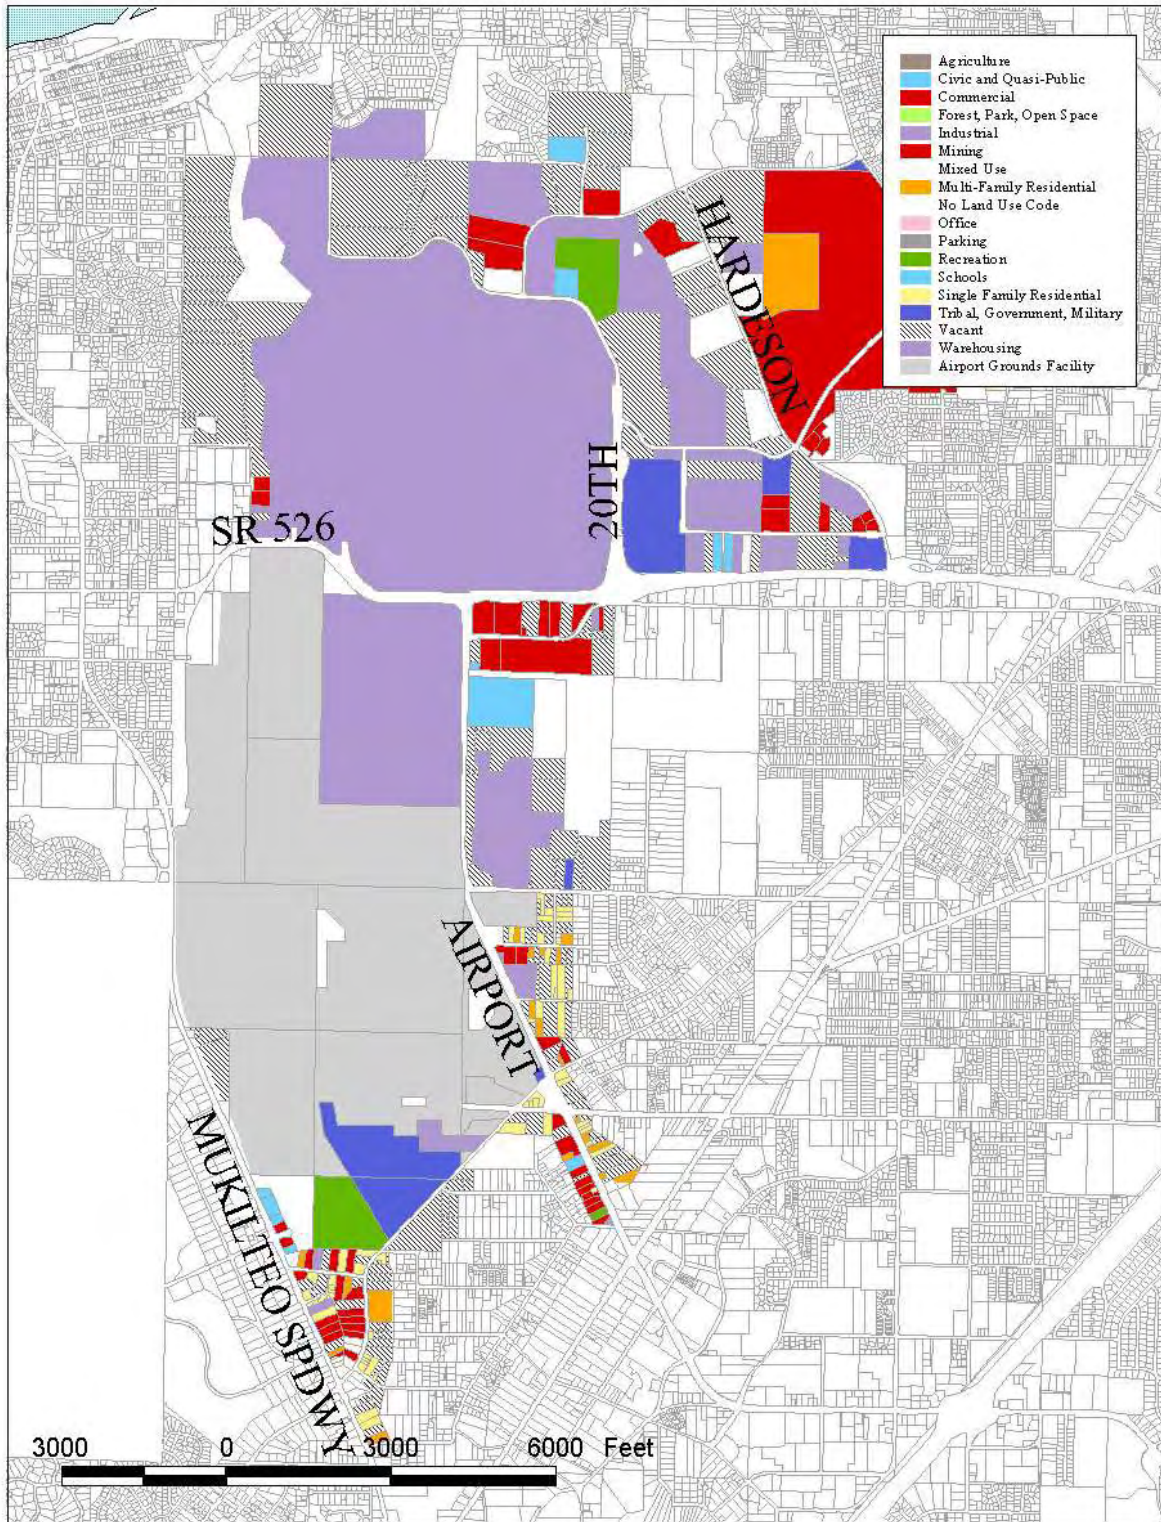 Agriculture
Civic and Quasi-Public
Commercial
Forest, Park, Open Space
Industrial
Mining
Mixed Use
Multi-Family Residential
No Land Use Code
Office
Parking
Recreation
Schools
Single Family Residential
Tribal, Government, Military
Vacant
Warehousing
Airport Grounds Facility
HARDESON
20TH
SR 526
AIRPORT
MUKILTEO SPDWY
3000 0 3000 6000 Feet